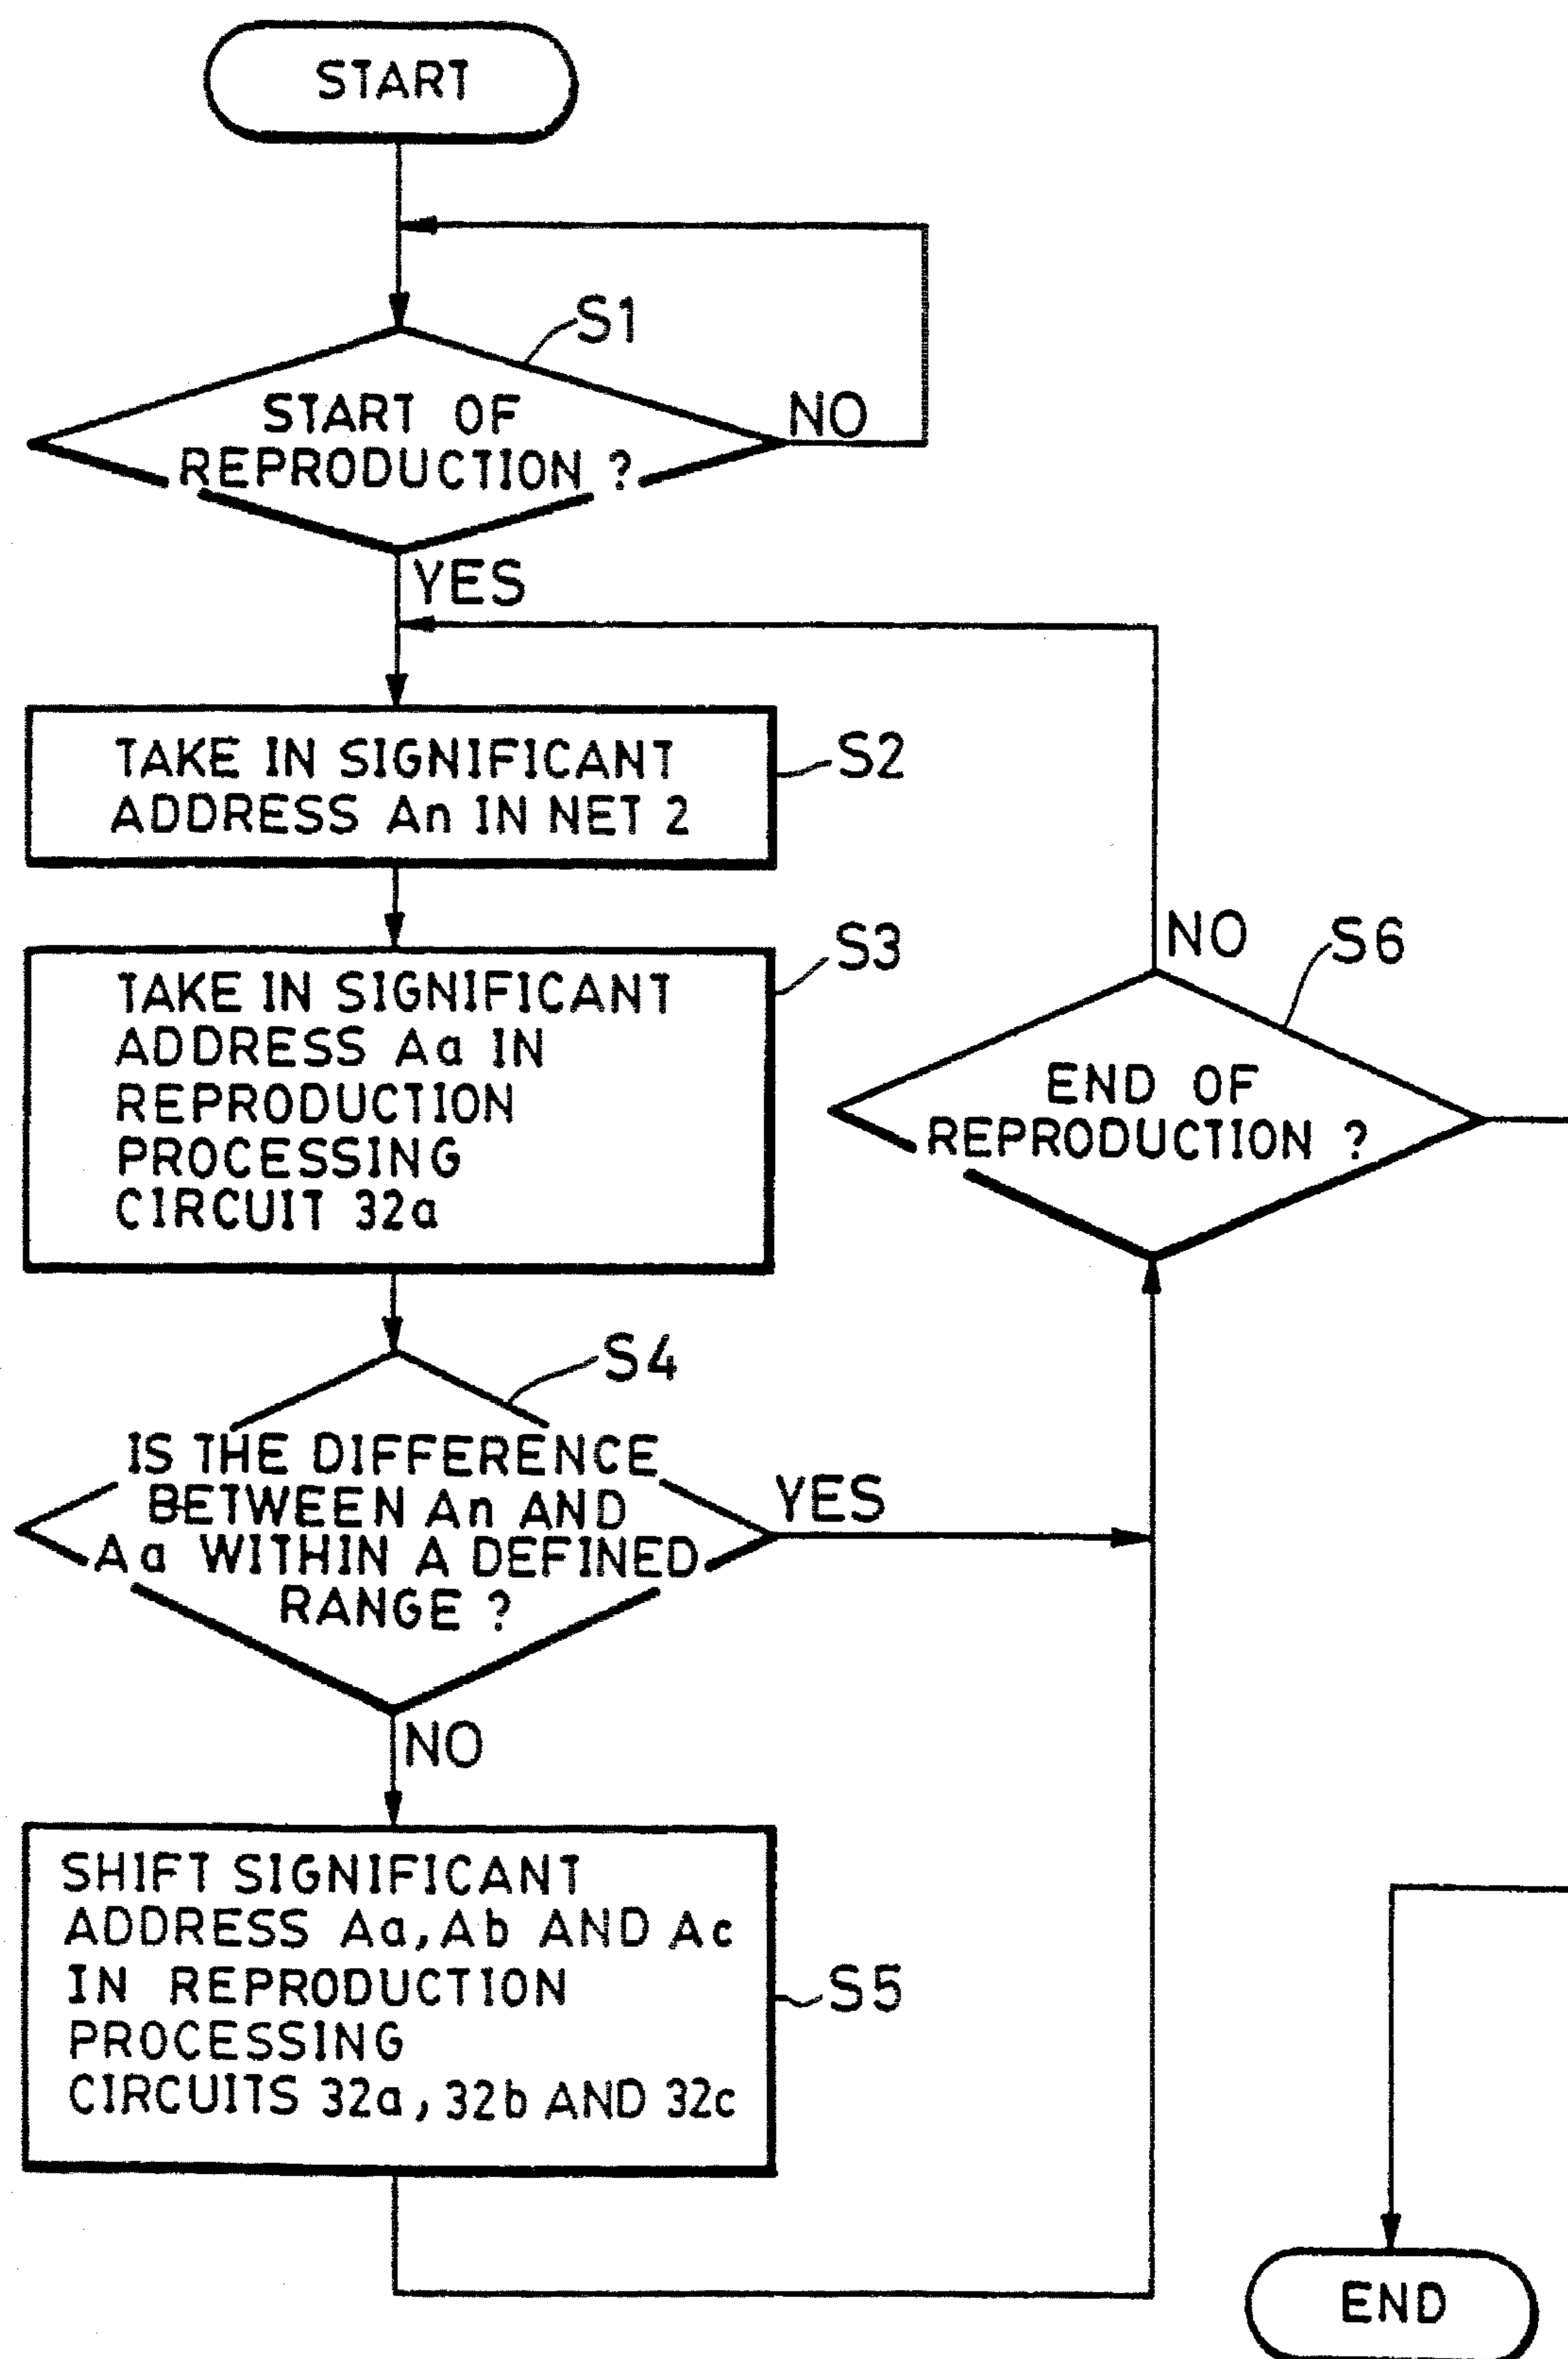 START
S1
START OF
REPRODUCTION ?
NO
YES
TAKE IN SIGNIFICANT
ADDRESS An IN NET 2
S2
TAKE IN SIGNIFICANT
ADDRESS Aa IN
REPRODUCTION
PROCESSING
CIRCUIT 32a
S3
NO
S6
END OF
REPRODUCTION ?
S4
IS THE DIFFERENCE
BETWEEN An AND
Aa WITHIN A DEFINED
RANGE ?
YES
NO
SHIFT SIGNIFICANT
ADDRESS Aa, Ab AND Ac
IN REPRODUCTION
PROCESSING
CIRCUITS 32a, 32b AND 32c
S5
END